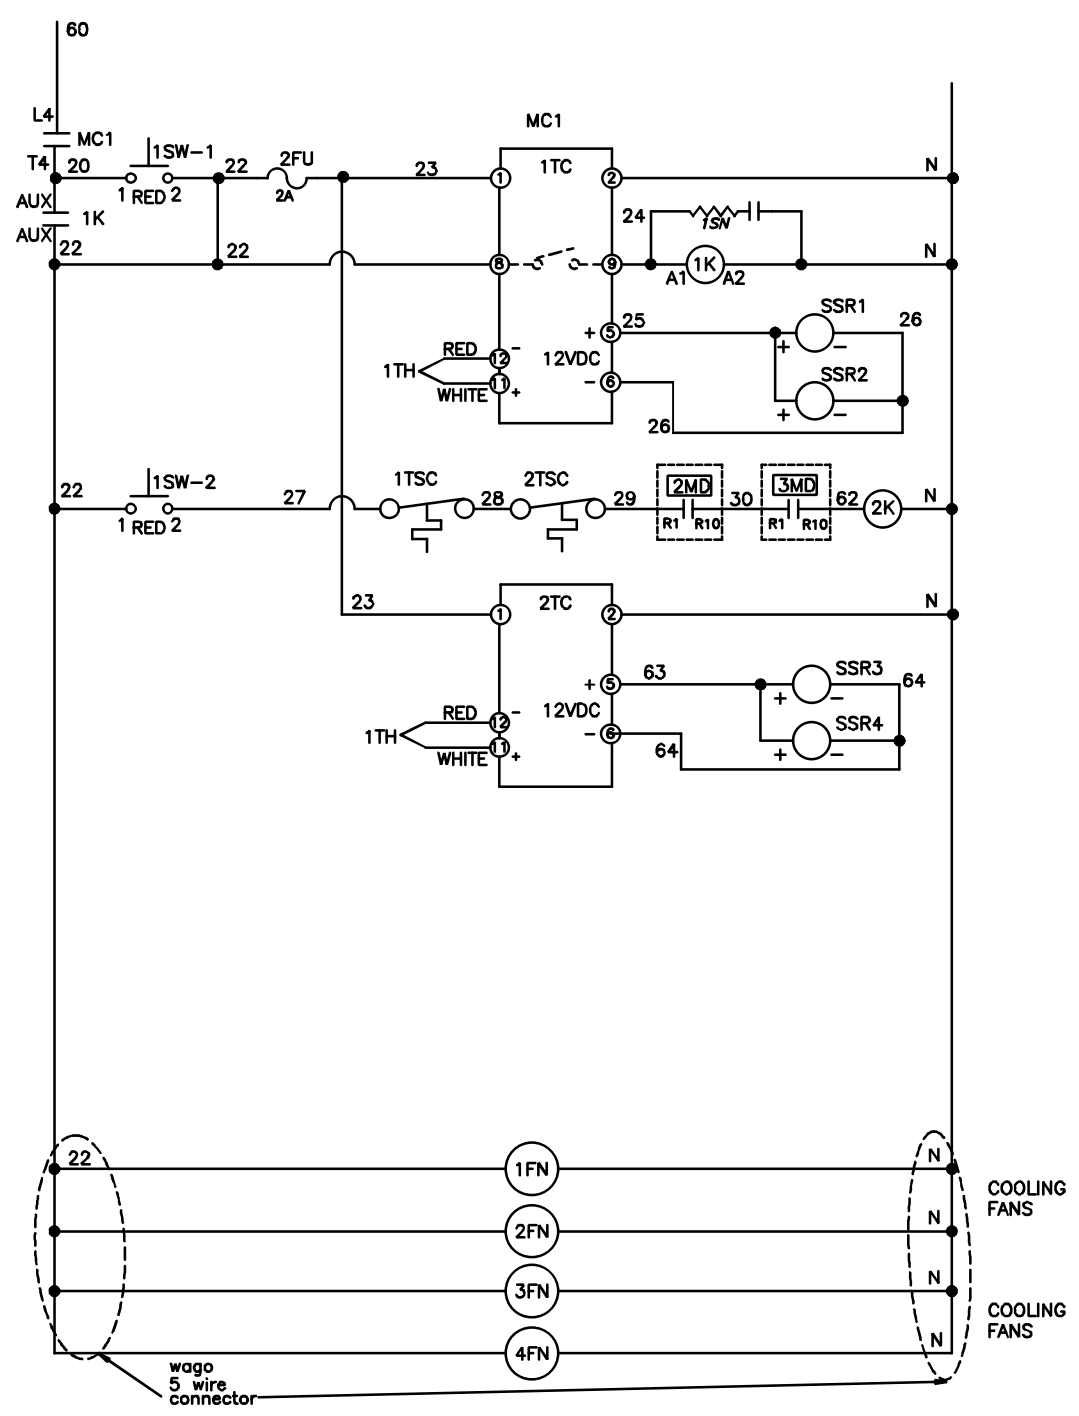 60
L4
MC1
MC1
T4
20
1SW-1
22
2FU
2A
23
1
1TC
2
N
1 RED 2
AUX
1K
AUX
22
22
24
1SN
8
9
A1
1K
A2
N
SSR1
25
+ 5
26
+
-
RED
12
-
12VDC
1TH
SSR2
WHITE
11
+
- 6
+
-
26
22
1SW-2
1 RED 2
27
1TSC
28
2TSC
29
2MD
R1
R10
30
3MD
R1
R10
62
2K
N
23
1
2TC
2
N
63
+ 5
SSR3
64
+
-
RED
12
-
12VDC
1TH
SSR4
WHITE
11
+
- 6
64
+
-
22
1FN
N
COOLING
FANS
2FN
N
3FN
N
COOLING
FANS
4FN
N
wago
5 wire
connector